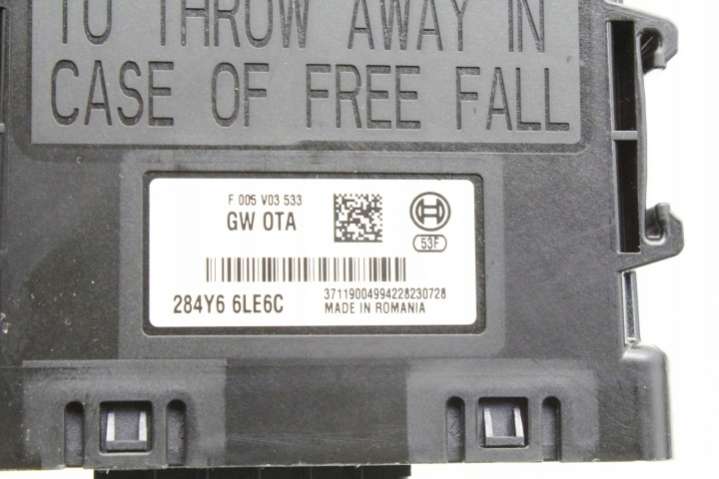 TO THROW AWAY IN
CASE OF FREE FALL
F 005 V03 533
GW OTA
53F
284Y6 6LE6C
37119004994228230728
MADE IN ROMANIA